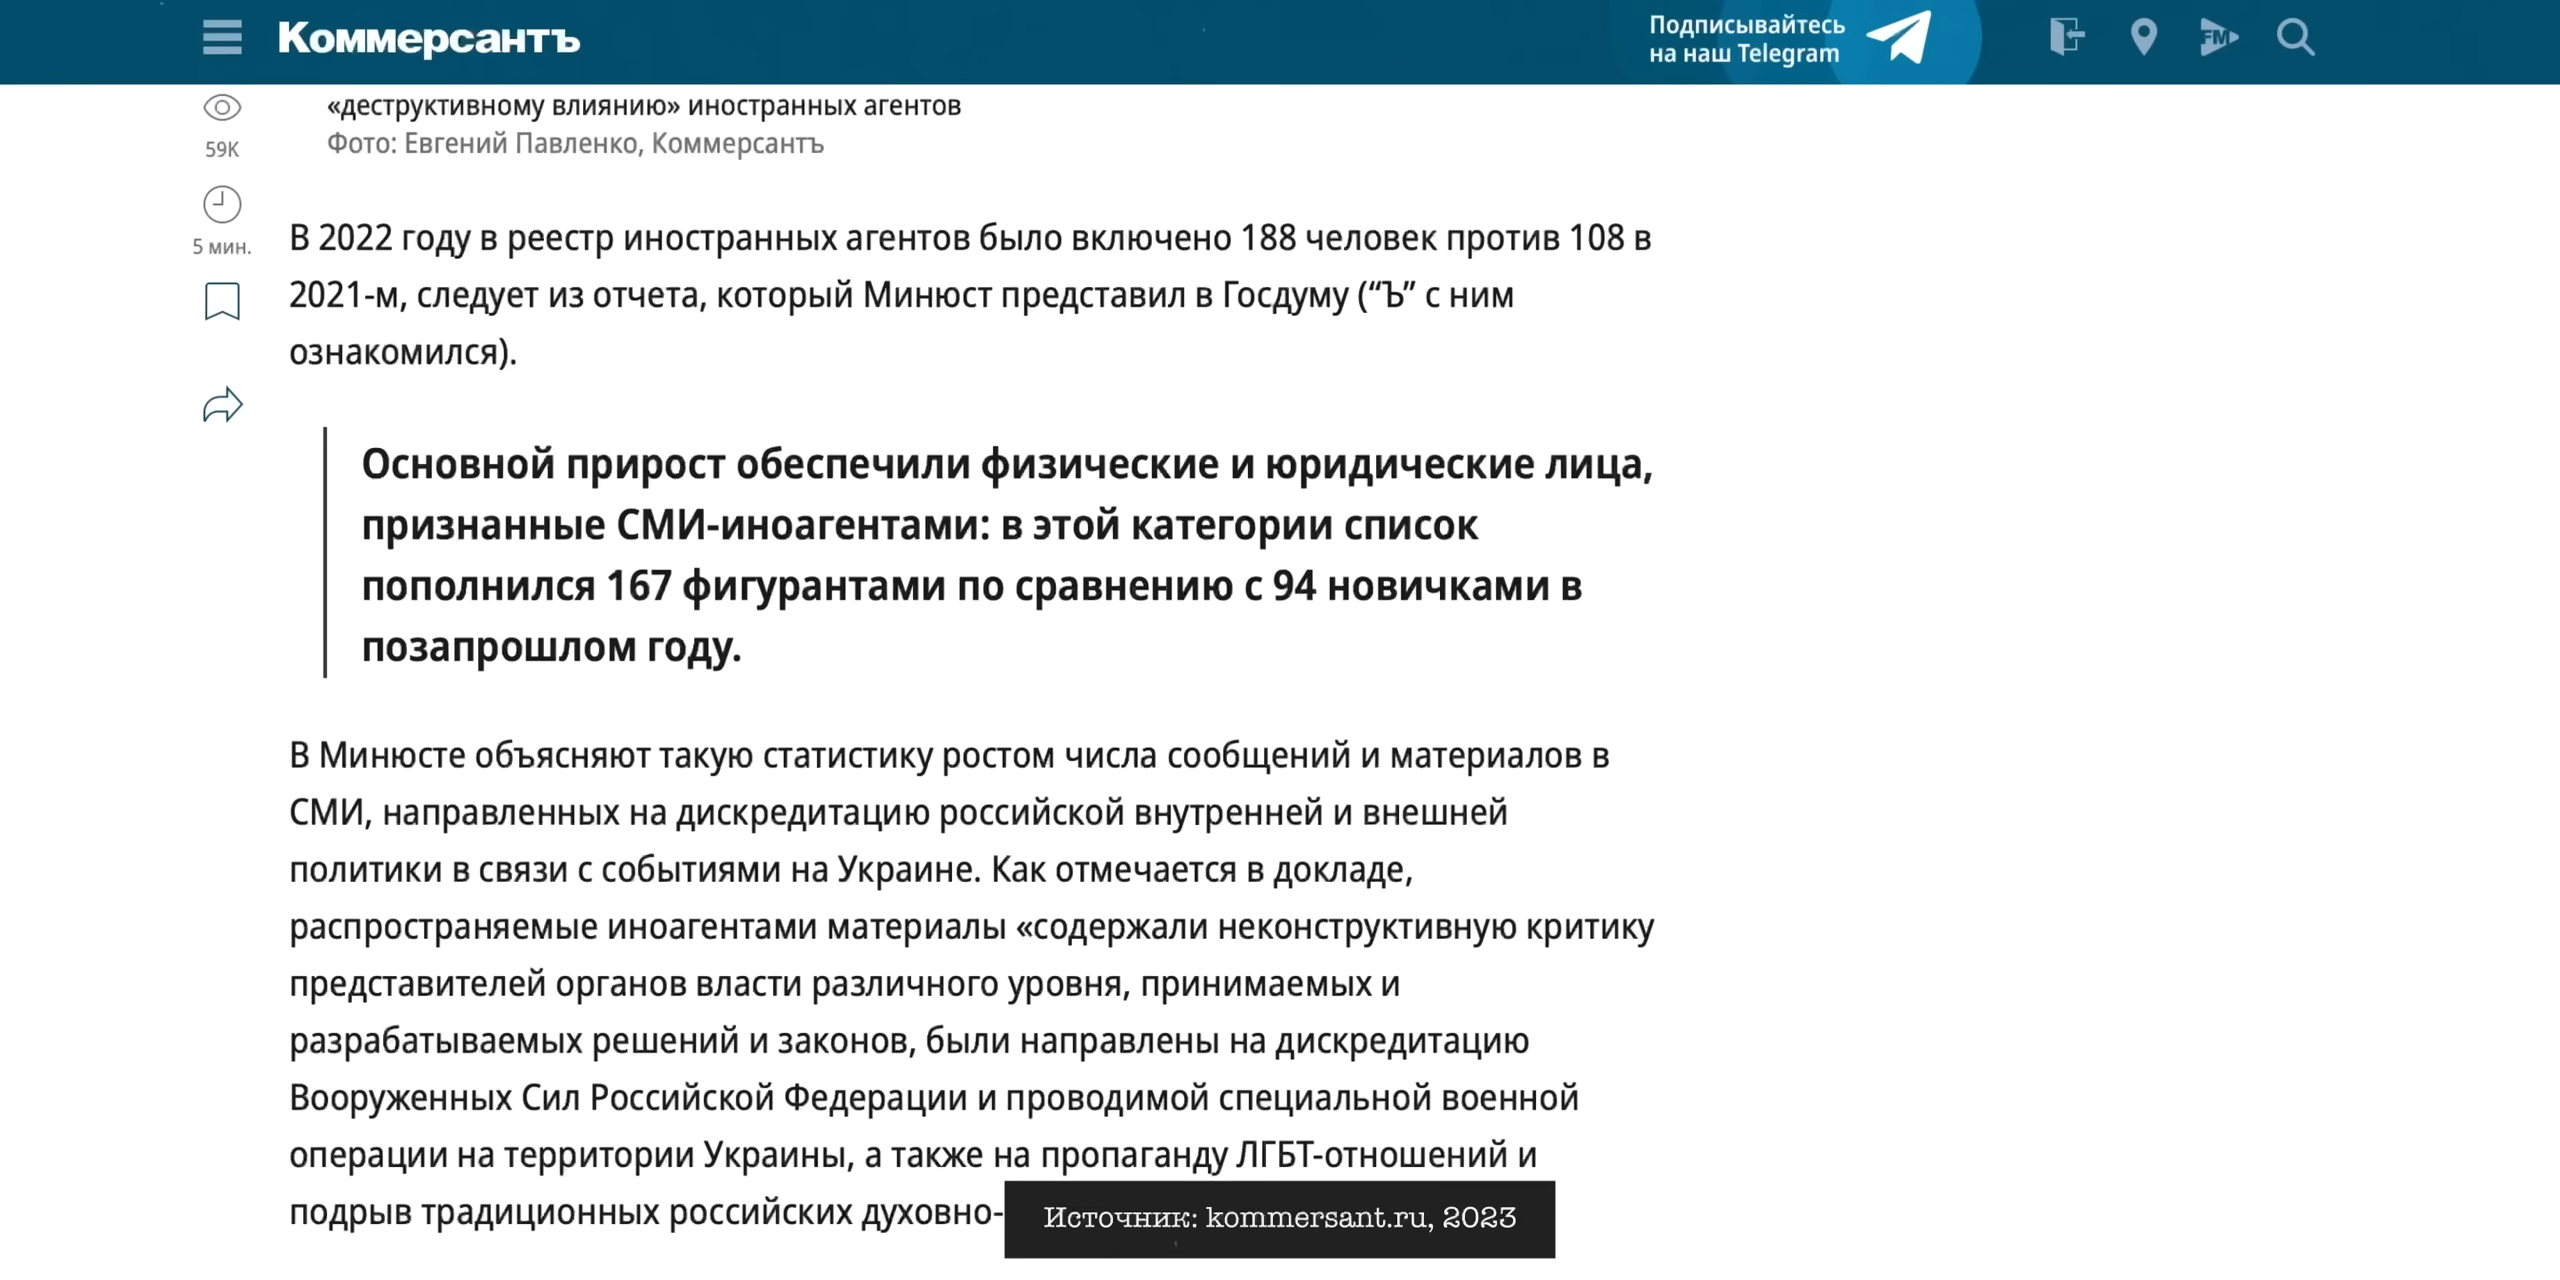 Коммерсантъ
Подписывайтесь
на наш Telegram
FM
«деструктивному влиянию» иностранных агентов
Фото: Евгений Павленко, Коммерсантъ
59K
5 мин.
В 2022 году в реестр иностранных агентов было включено 188 человек против 108 в
2021-м, следует из отчета, который Минюст представил в Госдуму (“Ъ” с ним
ознакомился).
Основной прирост обеспечили физические и юридические лица,
признанные СМИ-иноагентами: в этой категории список
пополнился 167 фигурантами по сравнению с 94 новичками в
позапрошлом году.
В Минюсте объясняют такую статистику ростом числа сообщений и материалов в
СМИ, направленных на дискредитацию российской внутренней и внешней
политики в связи с событиями на Украине. Как отмечается в докладе,
распространяемые иноагентами материалы «содержали неконструктивную критику
представителей органов власти различного уровня, принимаемых и
разрабатываемых решений и законов, были направлены на дискредитацию
Вооруженных Сил Российской Федерации и проводимой специальной военной
операции на территории Украины, а также на пропаганду ЛГБТ-отношений и
подрыв традиционных российских духовно-
Источник: kommersant.ru, 2023